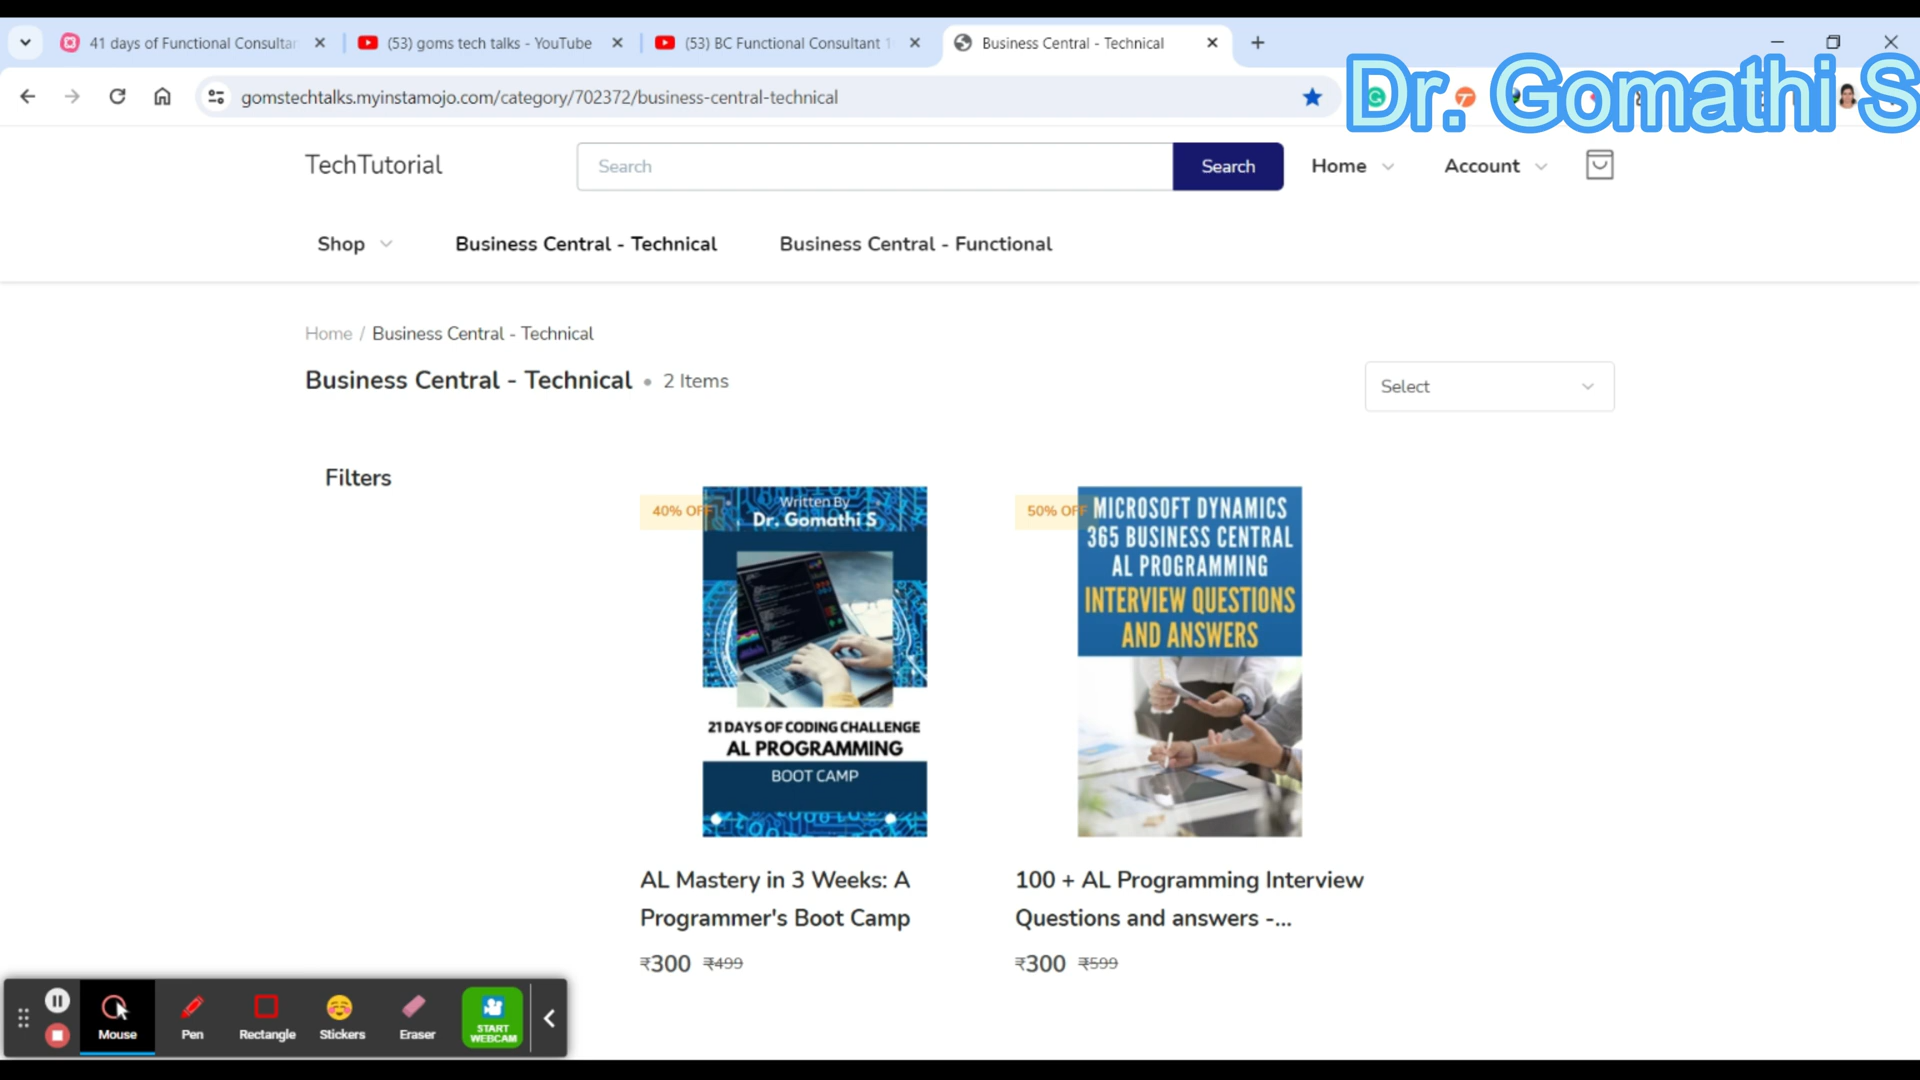 41 days of Functional Consultan
(53) goms tech talks - YouTube
(53) BC Functional Consultant 1
Business Central - Technical
gomstechtalks.myinstamojo.com/category/702372/business-central-technical
Dr. Gomathi S
TechTutorial
Search
Search
Home
Account
Shop
Business Central - Technical
Business Central - Functional
Home / Business Central - Technical
Business Central - Technical • 2 Items
Select
Filters
40% OFF
Written By
Dr. Gomathi S
21 DAYS OF CODING CHALLENGE
AL PROGRAMMING
BOOT CAMP
50% OFF
MICROSOFT DYNAMICS
365 BUSINESS CENTRAL
AL PROGRAMMING
INTERVIEW QUESTIONS
AND ANSWERS
AL Mastery in 3 Weeks: A
Programmer's Boot Camp
₹300 ₹499
100 + AL Programming Interview
Questions and answers -...
₹300 ₹599
Mouse
Pen
Rectangle
Stickers
Eraser
START
WEBCAM